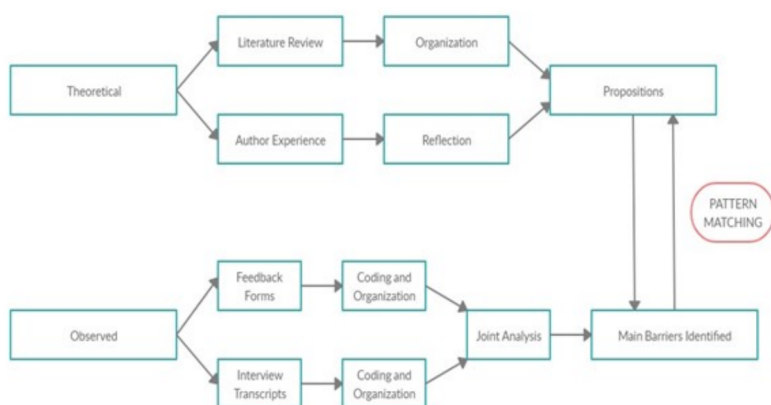 Literature Review
Organization
Theoretical
Propositions
Author Experience
Reflection
PATTERN
MATCHING
Feedback
Forms
Coding and
Organization
Observed
Joint Analysis
Main Barriers Identified
Interview
Transcripts
Coding and
Organization